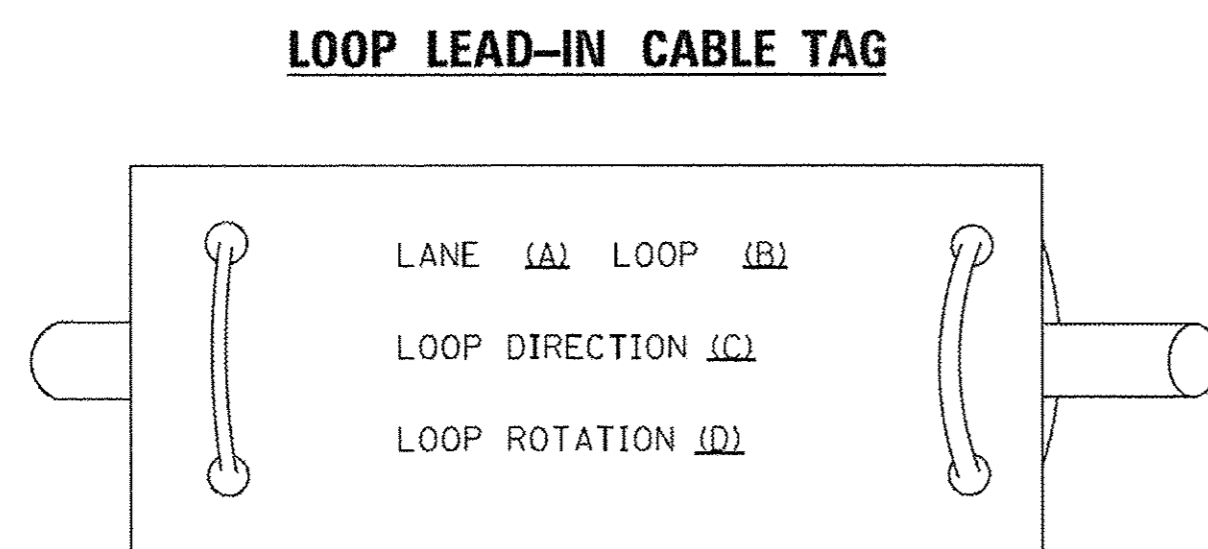 LOOP LEAD-IN CABLE TAG
LANE (A) LOOP (B)
LOOP DIRECTION (C)
LOOP ROTATION (D)